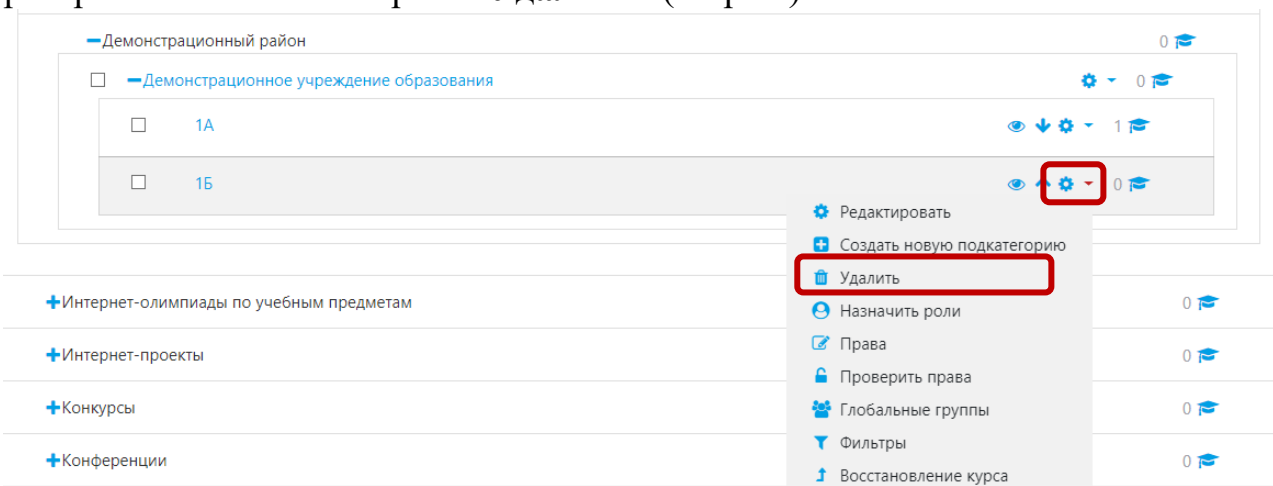 Демонстрационный район 0
Демонстрационное учреждение образования 0
1А 1
1Б 0
Редактировать
Создать новую подкатегорию
Удалить
Интернет-олимпиады по учебным предметам 0
Назначить роли
Права
Интернет-проекты 0
Проверить права
Конкурсы 0
Глобальные группы
Фильтры
Конференции 0
Восстановление курса